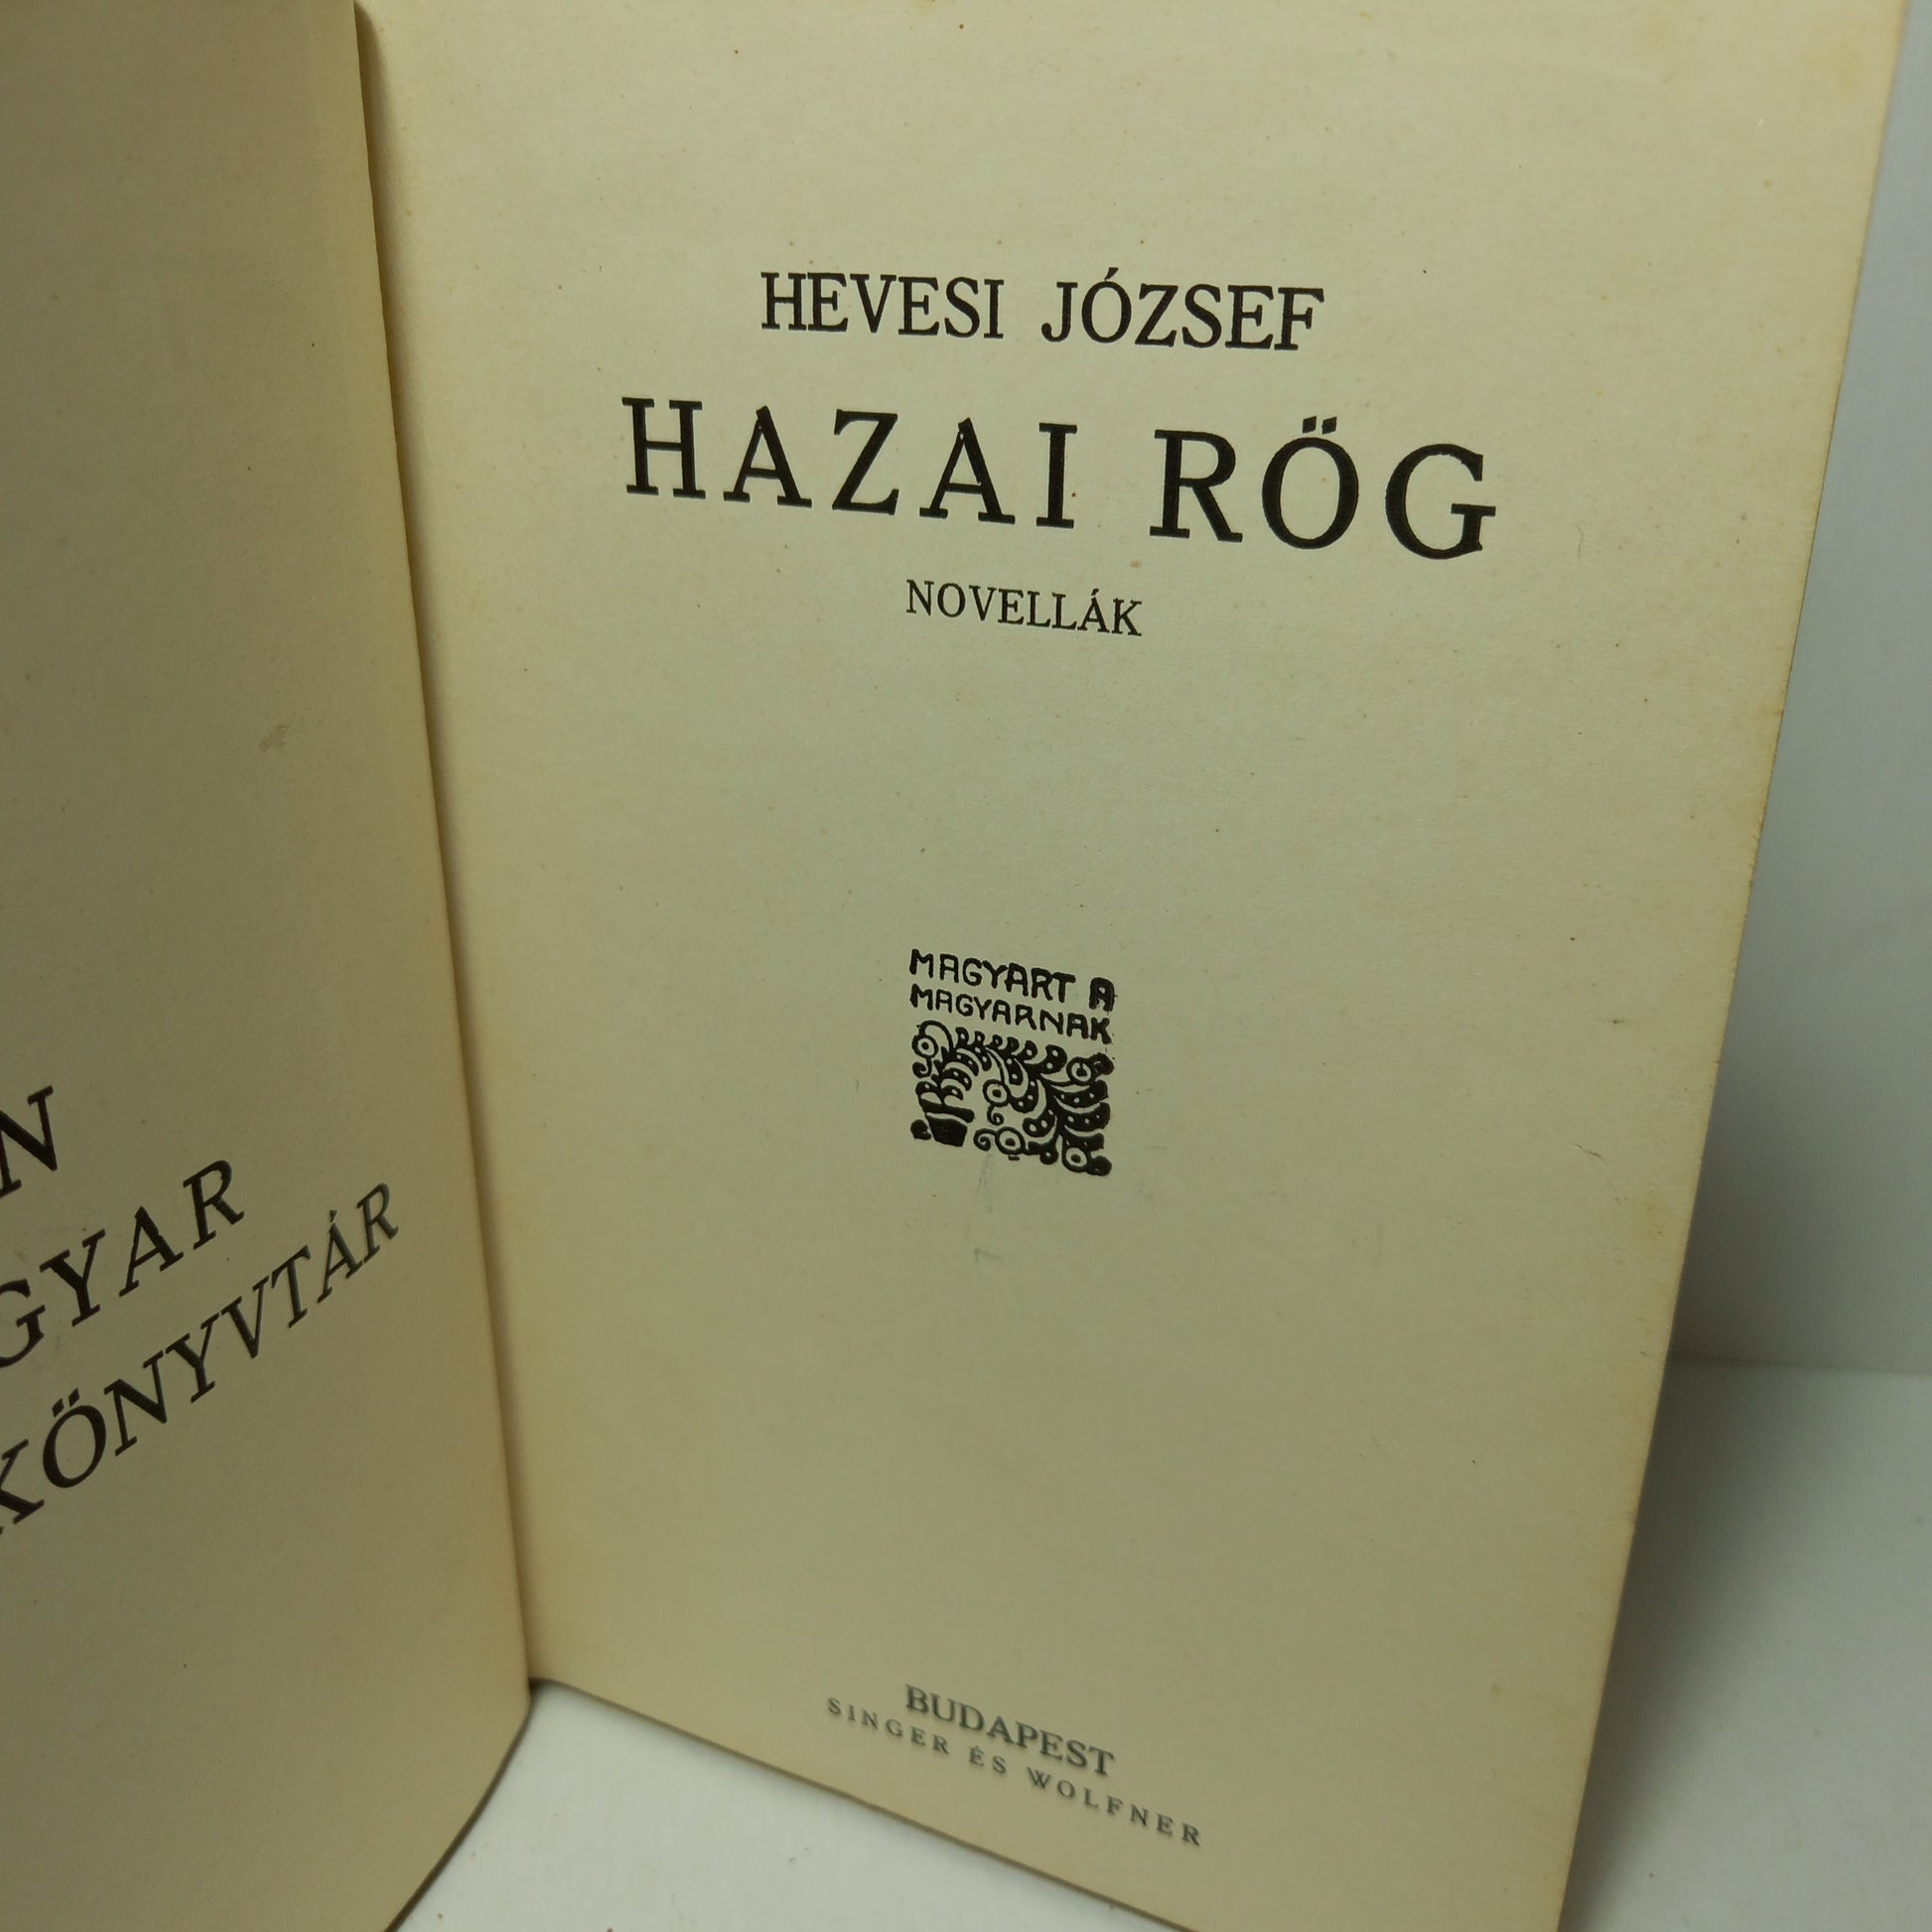 GYAR
KÖNYVTÁR
HEVESI JÓZSEF
HAZAI RÖG
NOVELLÁK
MAGYART A
MAGYARNAK
BUDAPEST
SINGER ÉS WOLFNER